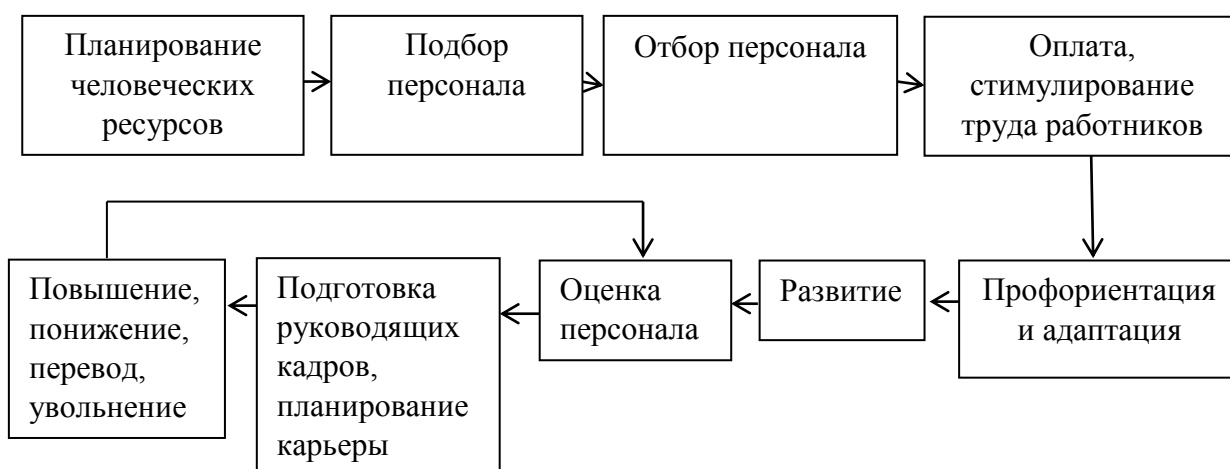 Планирование
человеческих
ресурсов
Подбор
персонала
Отбор персонала
Оплата,
стимулирование
труда работников
Повышение,
понижение,
перевод,
увольнение
Подготовка
руководящих
кадров,
планирование
карьеры
Оценка
персонала
Развитие
Профориентация
и адаптация